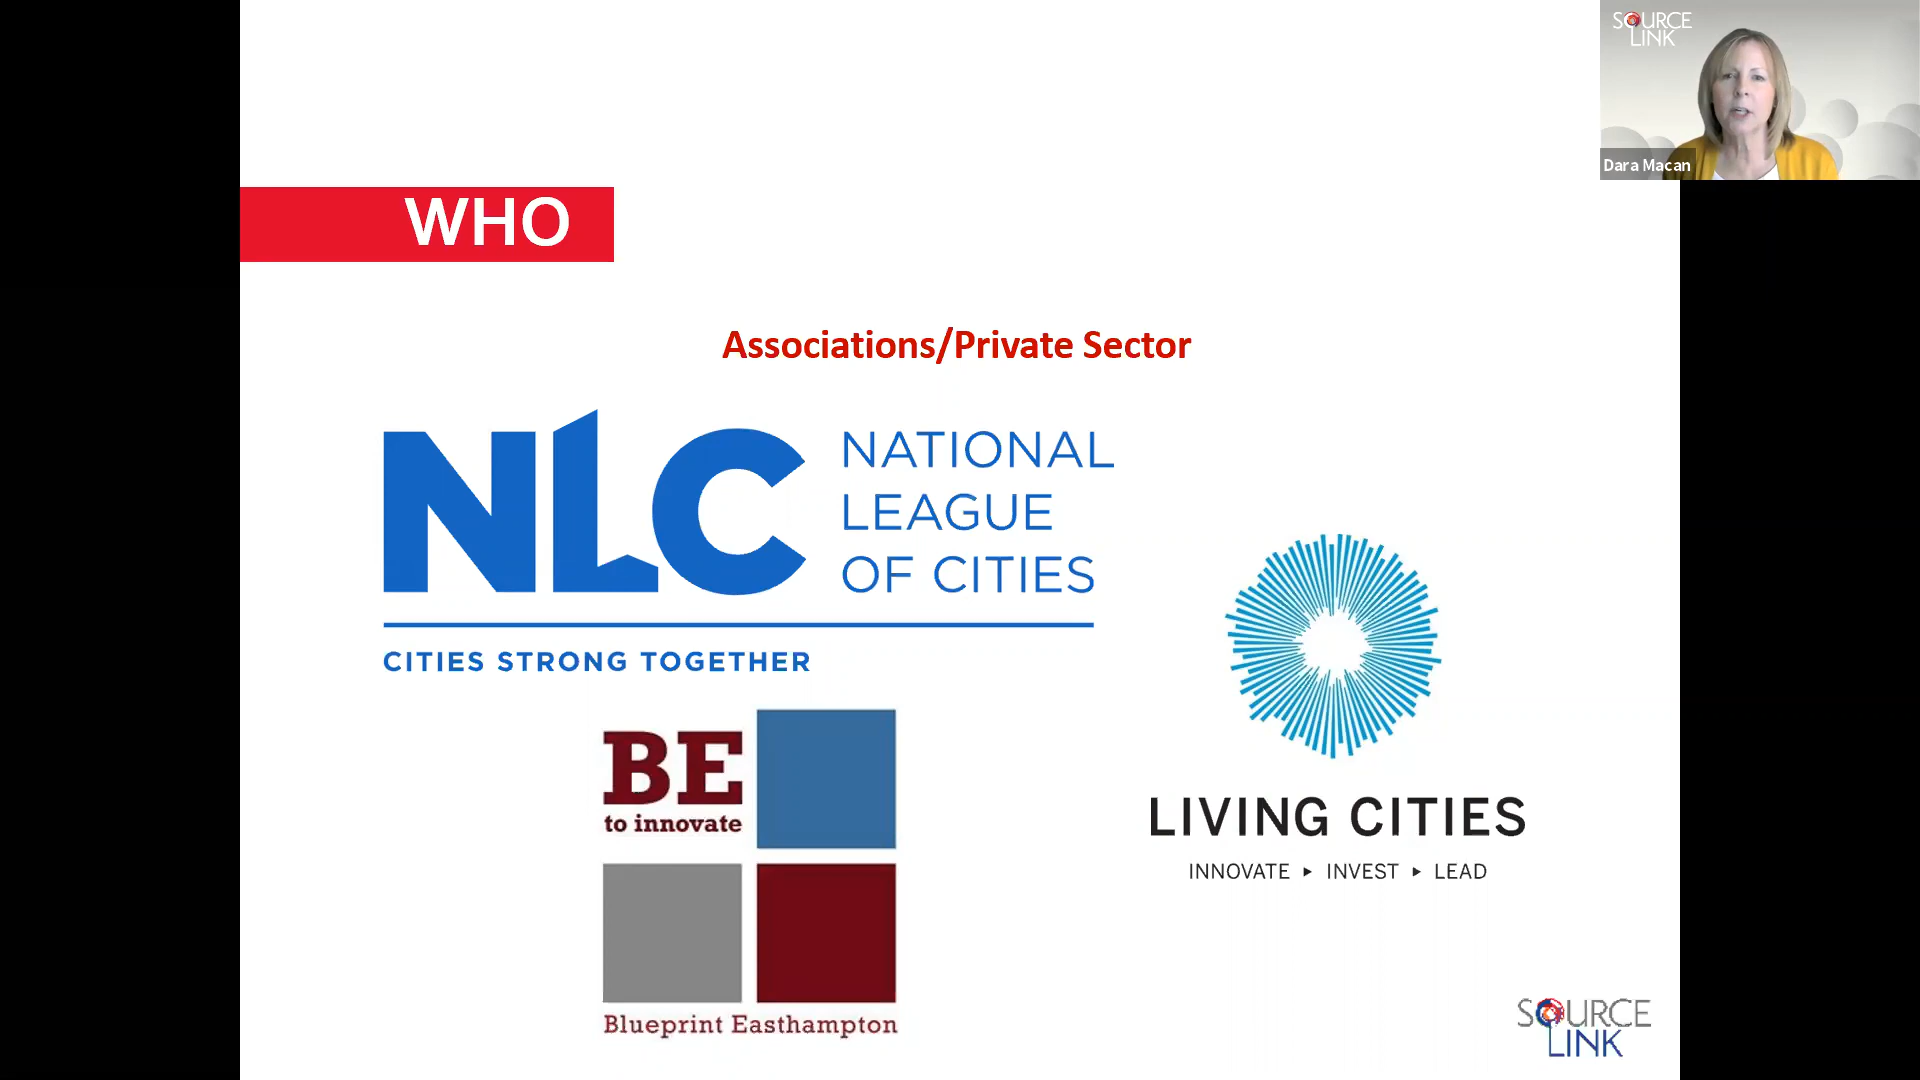 SOURCE
LINK
Dara Macan
WHO
Associations/Private Sector
NLC
NATIONAL
LEAGUE
OF CITIES
CITIES STRONG TOGETHER
BE
to innovate
Blueprint Easthampton
LIVING CITIES
INNOVATE ▸ INVEST ▸ LEAD
SOURCE
LINK